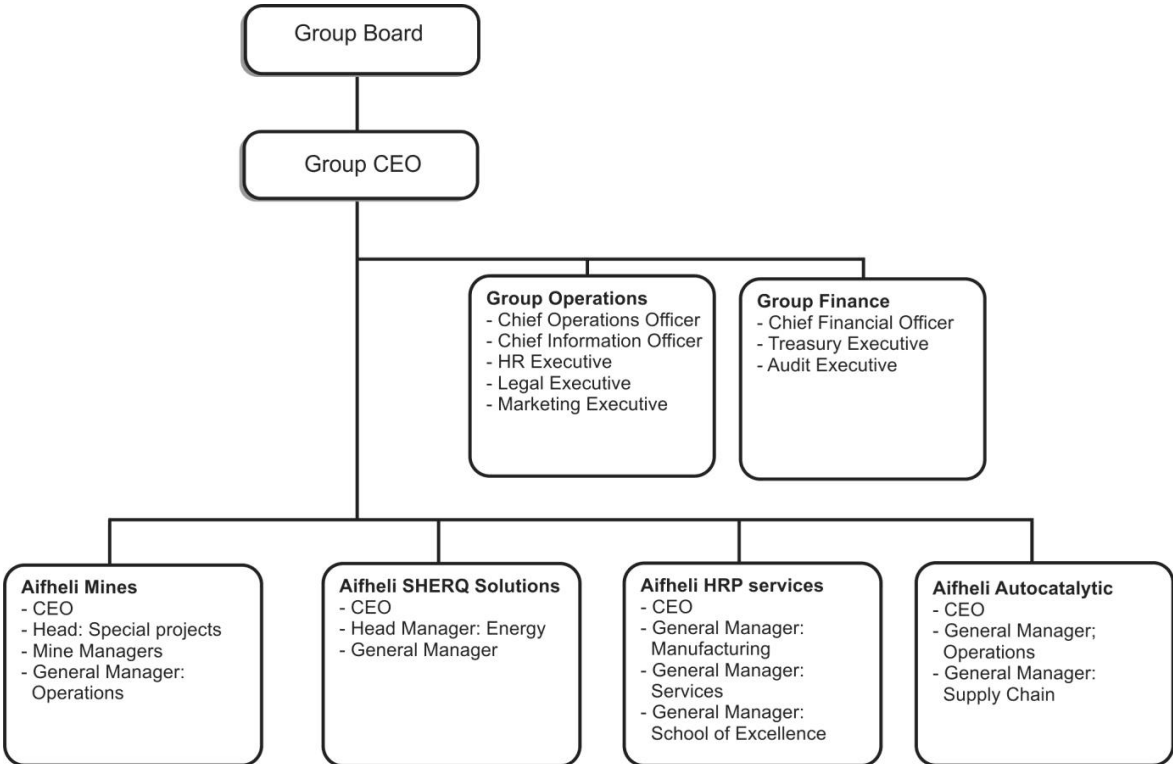 Group Board
Group CEO
Group Operations
- Chief Operations Officer
- Chief Information Officer
- HR Executive
- Legal Executive
- Marketing Executive
Group Finance
- Chief Financial Officer
- Treasury Executive
- Audit Executive
Aifheli Mines
- CEO
- Head: Special projects
- Mine Managers
- General Manager:
Operations
Aifheli SHERQ Solutions
- CEO
- Head Manager: Energy
- General Manager
Aifheli HRP services
- CEO
- General Manager:
Manufacturing
- General Manager:
Services
- General Manager:
School of Excellence
Aifheli Autocatalytic
- CEO
- General Manager;
Operations
- General Manager:
Supply Chain